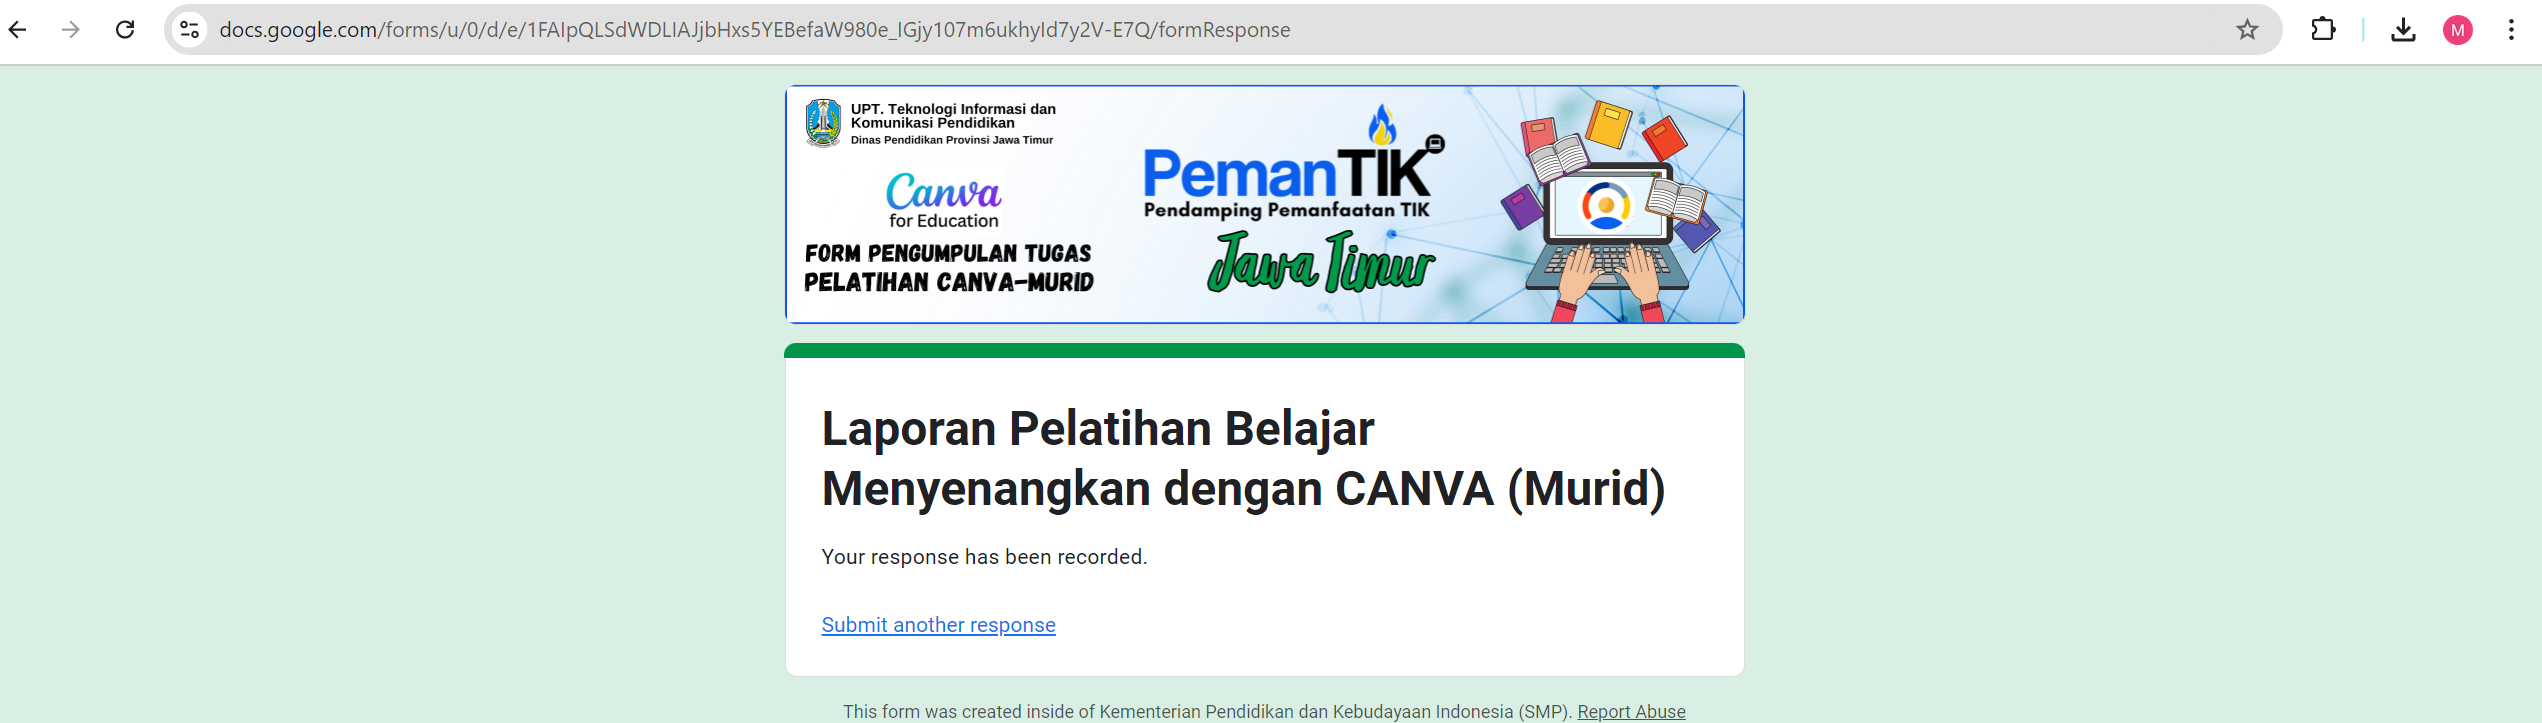 docs.google.com/forms/u/0/d/e/1FAIpQLSdWDLIAJjbHxs5YEBefaW980e_IGjy107m6ukhyId7y2V-E7Q/formResponse
M
UPT. Teknologi Informasi dan
Komunikasi Pendidikan
Dinas Pendidikan Provinsi Jawa Timur
Canva
for Education
FORM PENGUMPULAN TUGAS
PELATIHAN CANVA-MURID
PemanTIK
Pendamping Pemanfaatan TIK
Jawa Timur
Laporan Pelatihan Belajar
Menyenangkan dengan CANVA (Murid)
Your response has been recorded.
Submit another response
This form was created inside of Kementerian Pendidikan dan Kebudayaan Indonesia (SMP). Report Abuse